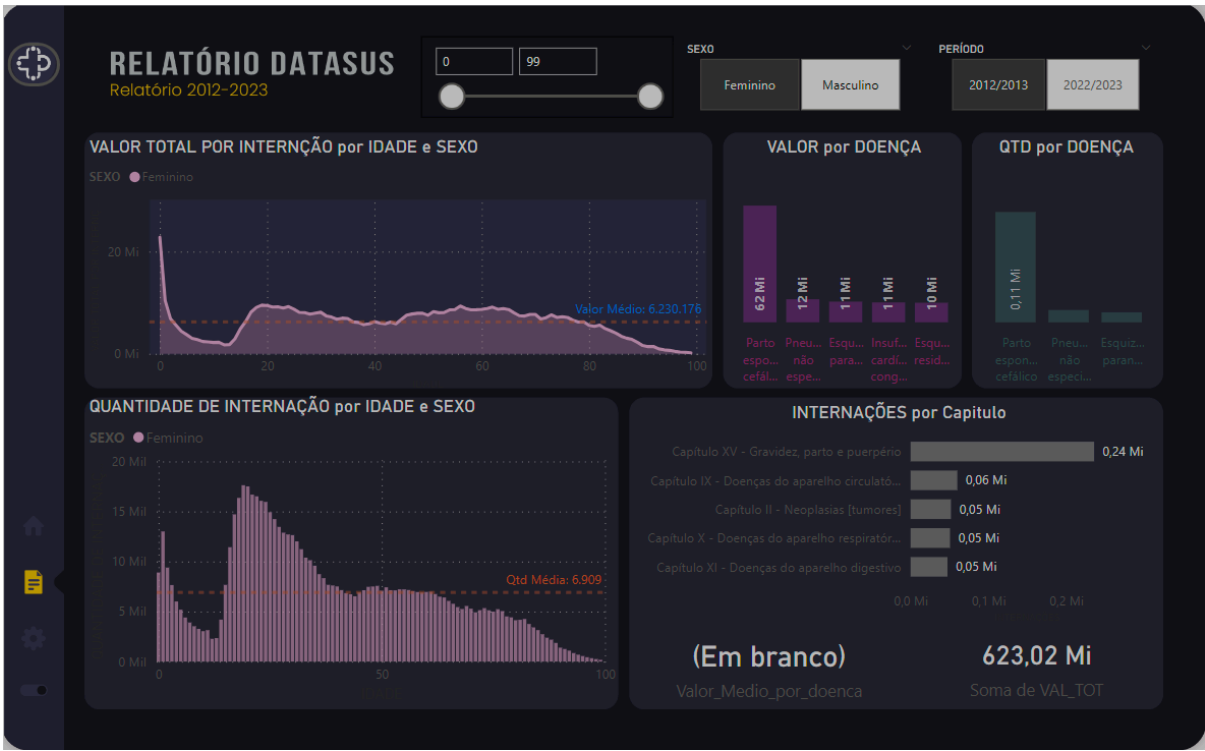 RELATÓRIO DATASUS
Relatório 2012-2023
0
99
SEXO
Feminino
Masculino
PERÍODO
2012/2013
2022/2023
VALOR TOTAL POR INTERNÇÃO por IDADE e SEXO
SEXO Feminino
20 Mi
0 Mi
Valor Médio: 6.230.176
0 20 40 60 80 100
VALOR por DOENÇA
62 Mi
12 Mi
11 Mi
11 Mi
10 Mi
Parto Pneu... Esqu... Insuf... Esqu...
espo... não para... cardí... resid...
cefál... espe... cong...
QTD por DOENÇA
0,11 Mi
Parto Pneu... Esquiz...
espon... não paran...
cefálico especi...
QUANTIDADE DE INTERNAÇÃO por IDADE e SEXO
SEXO Feminino
20 Mil
15 Mil
10 Mil
5 Mil
0 Mil
Qtd Média: 6.909
0 50 100
INTERNAÇÕES por Capitulo
Capítulo XV - Gravidez, parto e puerpério 0,24 Mi
Capítulo IX - Doenças do aparelho circulató... 0,06 Mi
Capítulo II - Neoplasias [tumores] 0,05 Mi
Capítulo X - Doenças do aparelho respiratór... 0,05 Mi
Capítulo XI - Doenças do aparelho digestivo 0,05 Mi
0,0 Mi 0,1 Mi 0,2 Mi
(Em branco)
Valor_Medio_por_doenca
623,02 Mi
Soma de VAL_TOT